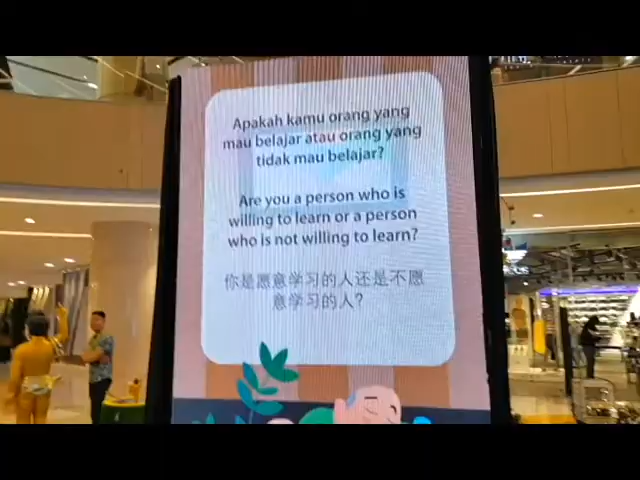 Apakah kamu orang yang
mau belajar atau orang yang
tidak mau belajar?
Are you a person who is
willing to learn or a person
who is not willing to learn?
你是愿意学习的人还是不愿
意学习的人?